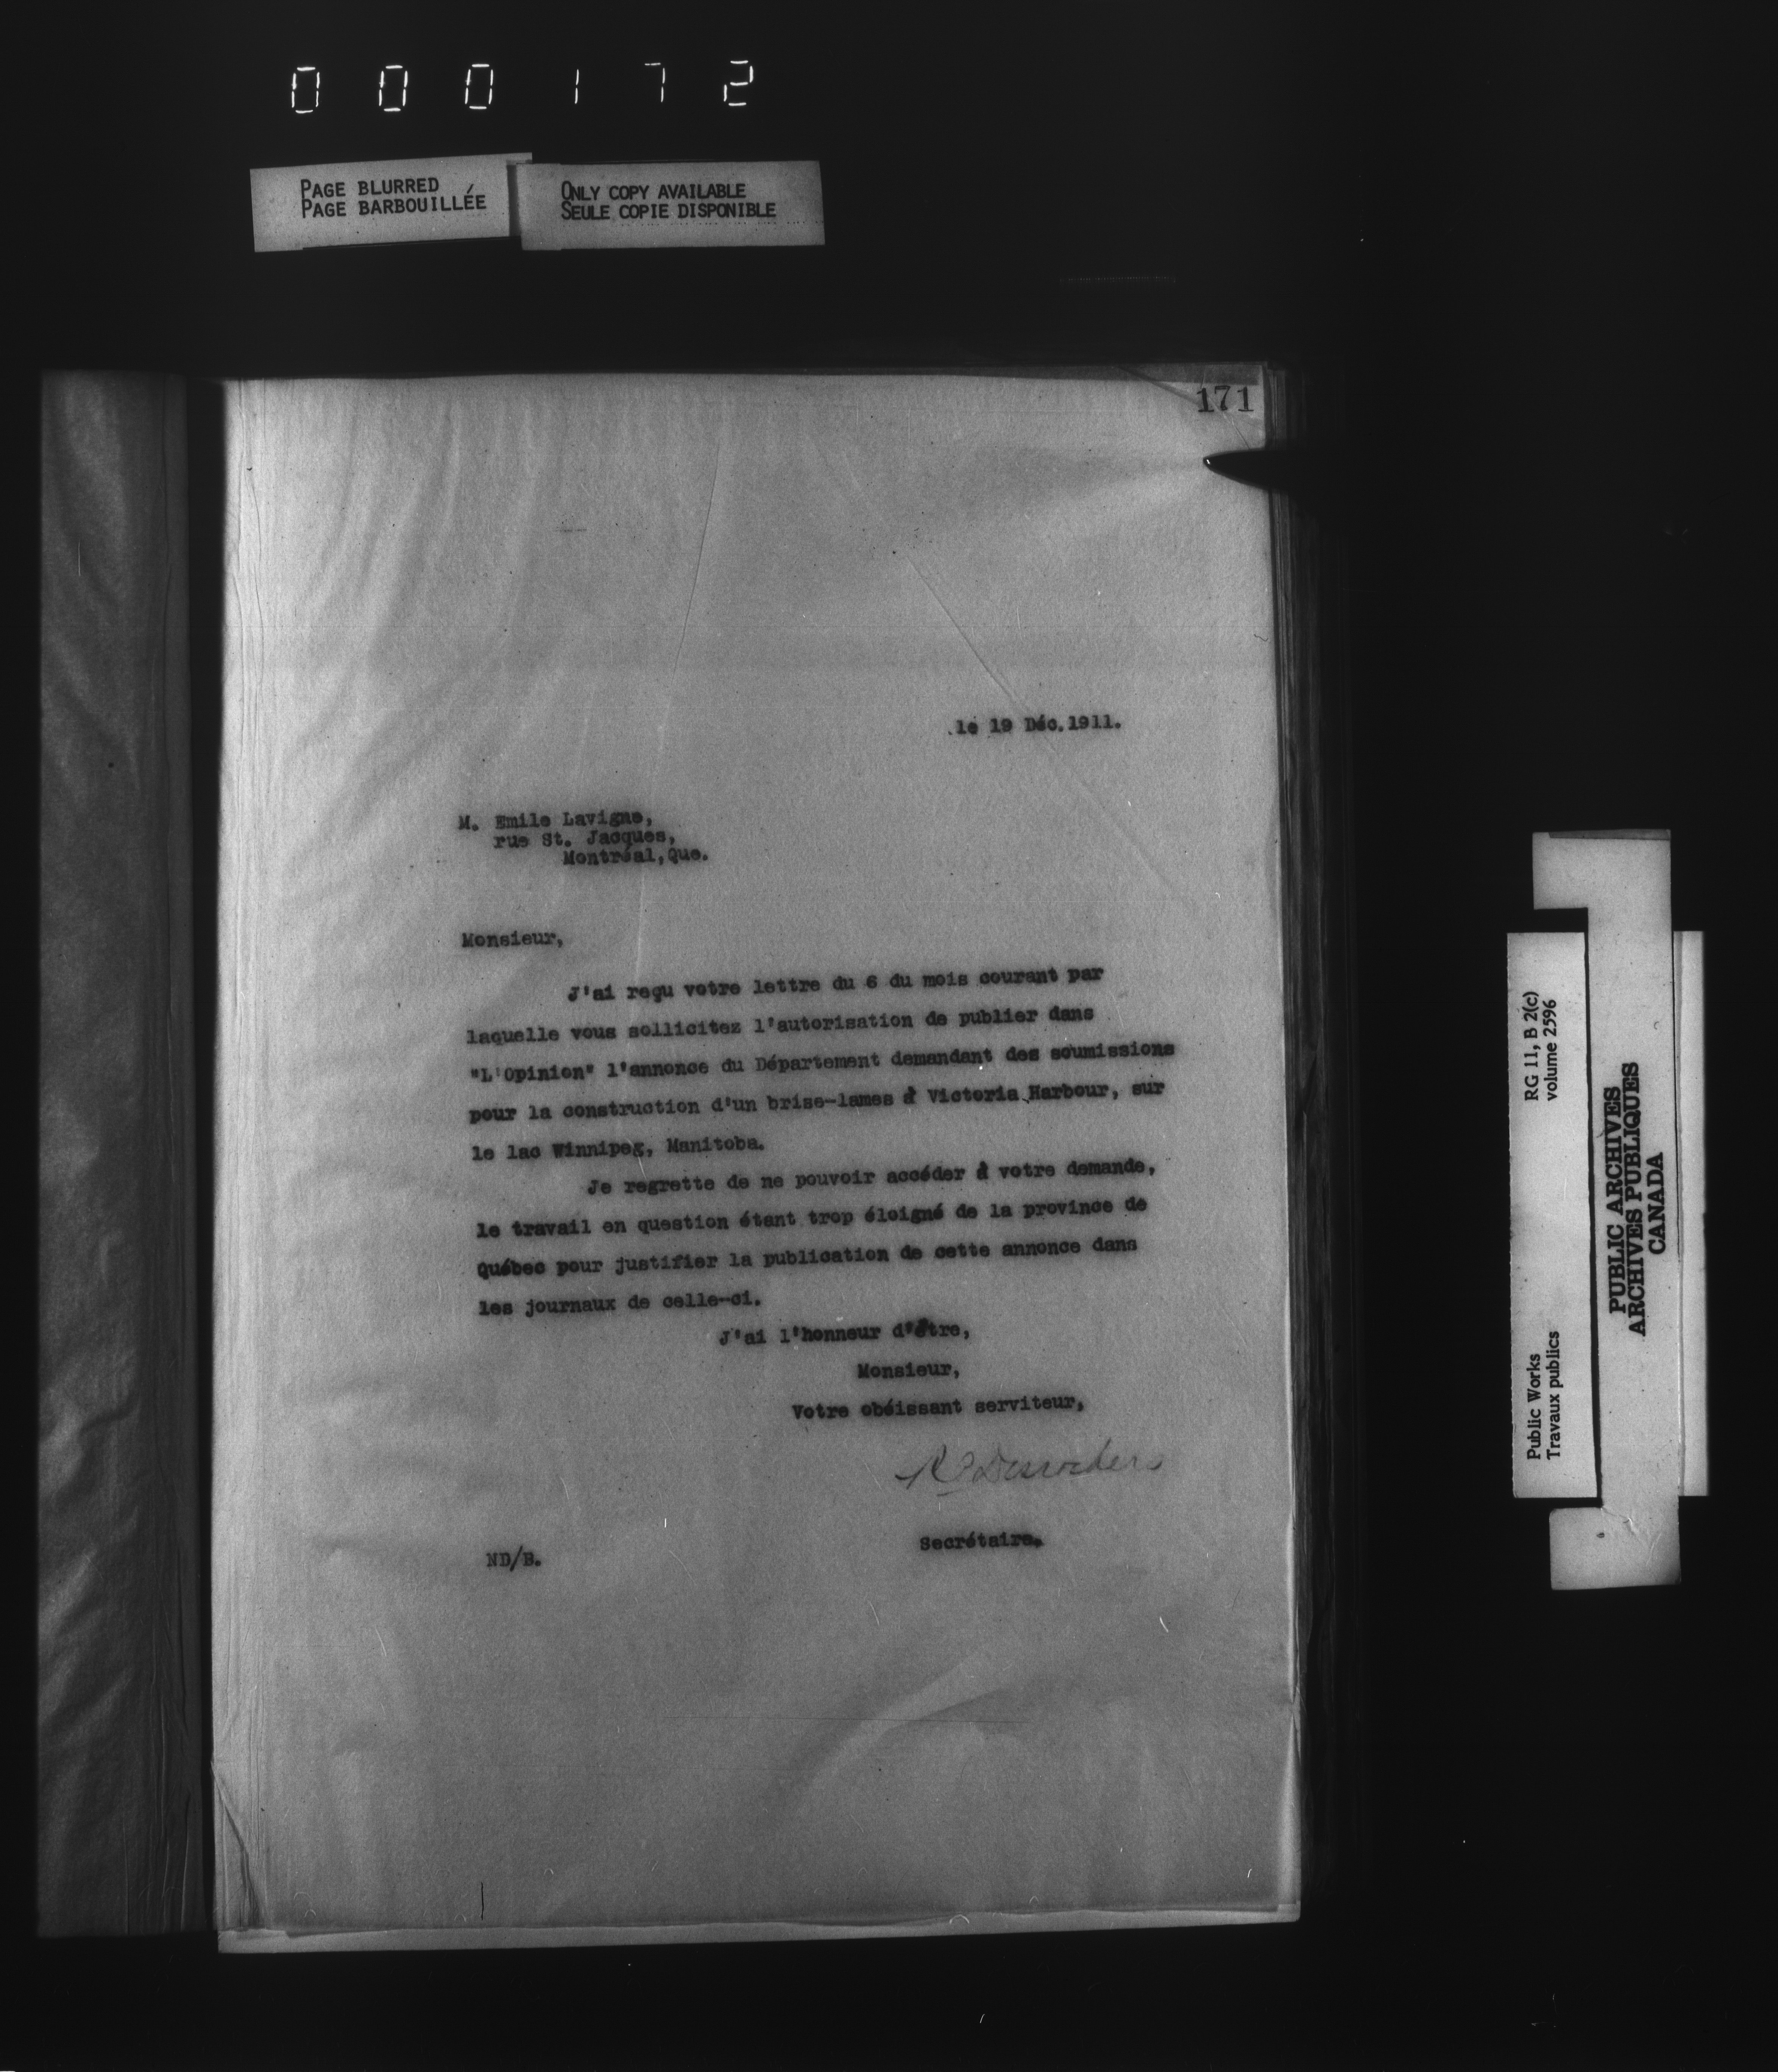 000172
PAGE BLURRED
PAGE BARBOUILLÉE
ONLY COPY AVAILABLE
SEULE COPIE DISPONIBLE
171
le 19 Déc.1911.
M. Emile Lavigne,
rue St. Jacques,
Montréal,Que.
Monsieur,
J'ai reçu votre lettre du 6 du mois courant par
laquelle vous sollicitez l'autorisation de publier dans
"L'Opinion" l'annonce du Département demandant des soumissions
pour la construction d'un brise-lames à Victoria Harbour, sur
le lac Winnipeg, Manitoba.
Je regrette de ne pouvoir accéder à votre demande,
le travail en question étant trop éloigné de la province de
Québec pour justifier la publication de cette annonce dans
les journaux de celle-ci.
J'ai l'honneur d'être,
Monsieur,
Votre obéissant serviteur,
R Desrochers
Secrétaire.
ND/B.
Public Works
Travaux publics
RG 11, B 2(c)
volume 2596
PUBLIC ARCHIVES
ARCHIVES PUBLIQUES
CANADA